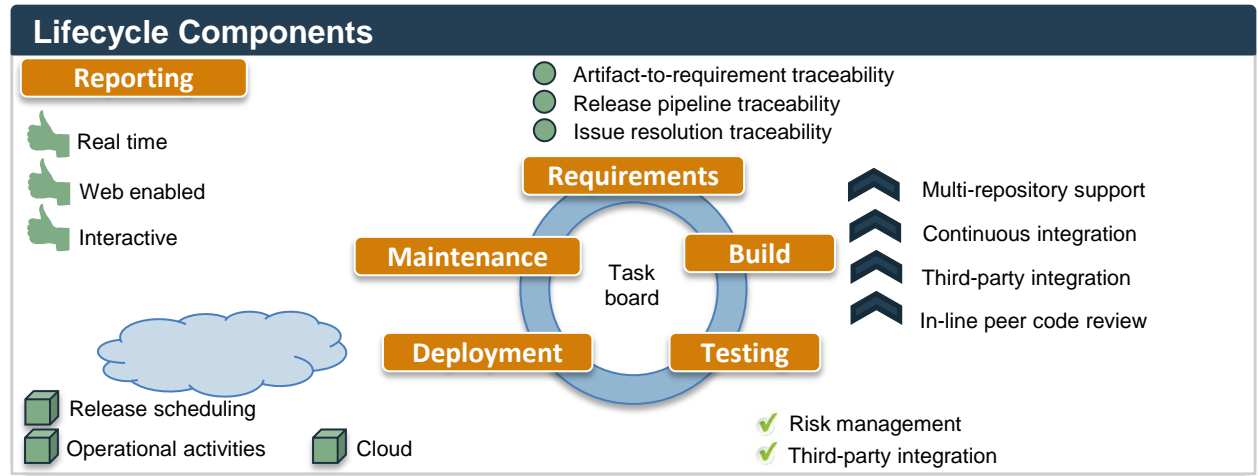 Lifecycle Components
Reporting
Real time
Web enabled
Interactive
Artifact-to-requirement traceability
Release pipeline traceability
Issue resolution traceability
Requirements
Maintenance
Build
Task
board
Deployment
Testing
Multi-repository support
Continuous integration
Third-party integration
In-line peer code review
Release scheduling
Operational activities
Cloud
Risk management
Third-party integration